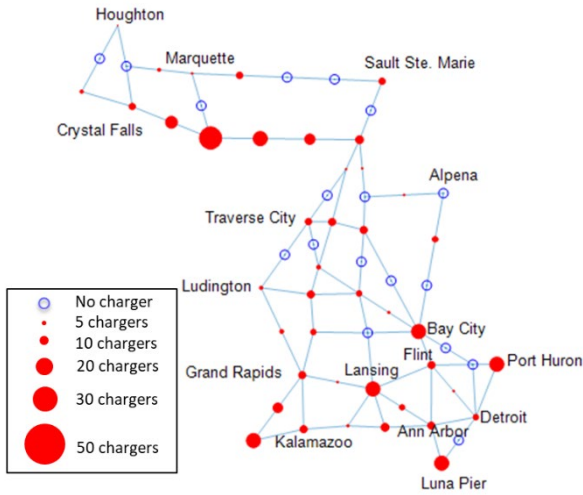 Houghton
Marquette
Sault Ste. Marie
Crystal Falls
Alpena
Traverse City
Ludington
No charger
5 chargers
10 chargers
20 chargers
30 chargers
50 chargers
Bay City
Flint
Port Huron
Lansing
Grand Rapids
Detroit
Kalamazoo
Ann Arbor
Luna Pier